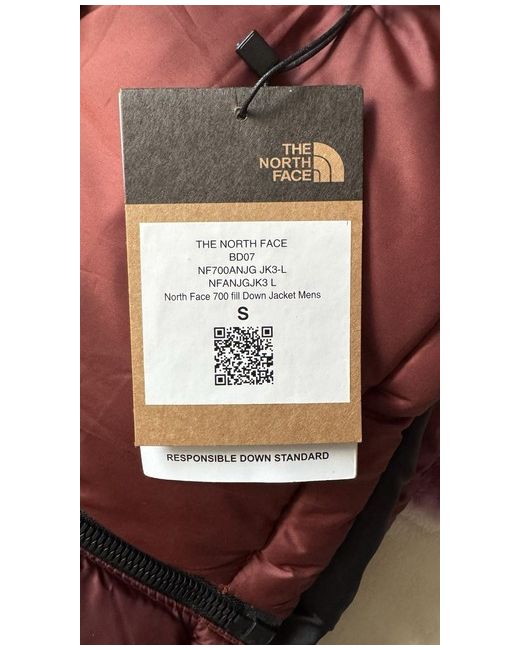 THE
NORTH
FACE
THE NORTH FACE
BD07
NF700ANJG JK3-L
NFANJGJK3 L
North Face 700 fill Down Jacket Mens
S
RESPONSIBLE DOWN STANDARD